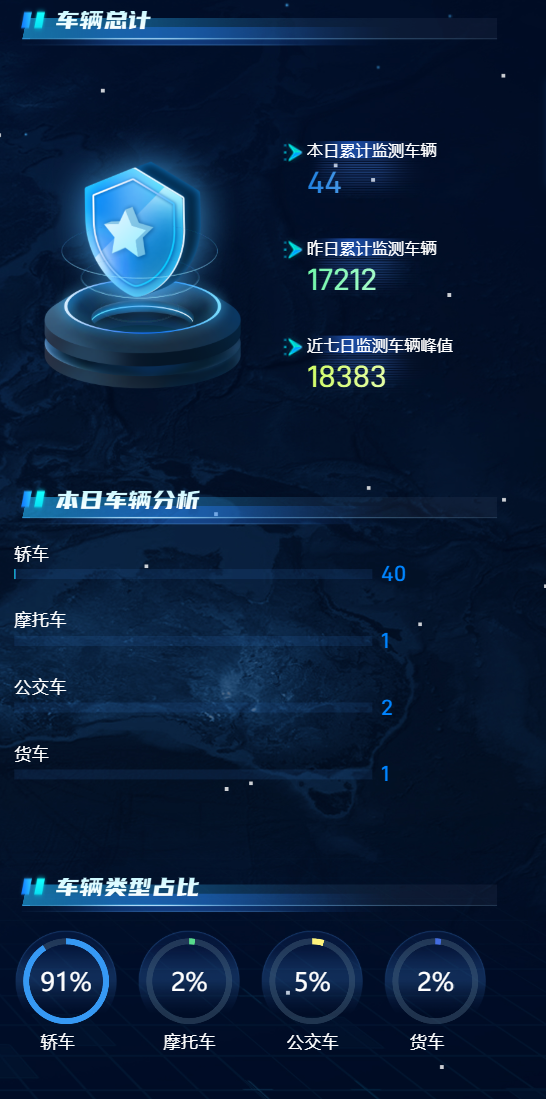 车辆总计
本日累计监测车辆
44
昨日累计监测车辆
17212
近七日监测车辆峰值
18383
本日车辆分析
轿车
40
摩托车
1
公交车
2
货车
1
车辆类型占比
91% 2% 5% 2%
轿车 摩托车 公交车 货车